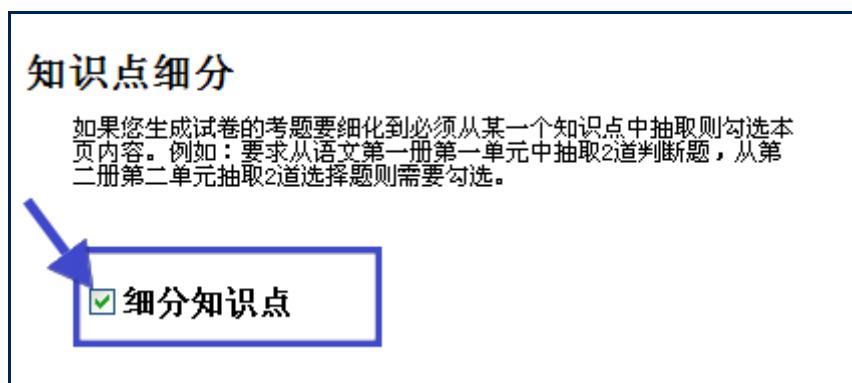 知识点细分
如果您生成试卷的考题要细化到必须从某一个知识点中抽取则勾选本
页内容。例如：要求从语文第一册第一单元中抽取2道判断题，从第
二册第二单元抽取2道选择题则需要勾选。
细分知识点